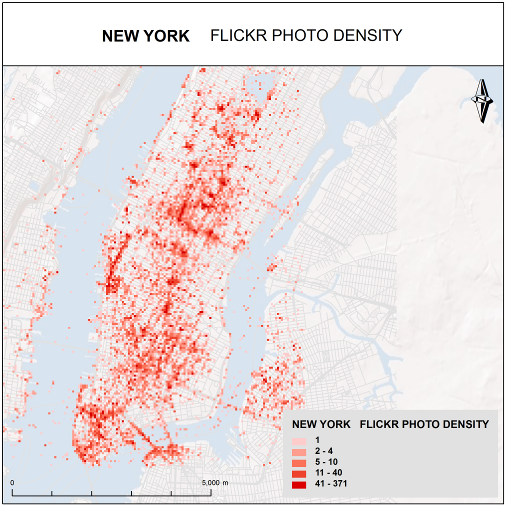 NEW YORK FLICKR PHOTO DENSITY
NEW YORK FLICKR PHOTO DENSITY
1
2 - 4
5 - 10
11 - 40
41 - 371
0 5,000 m